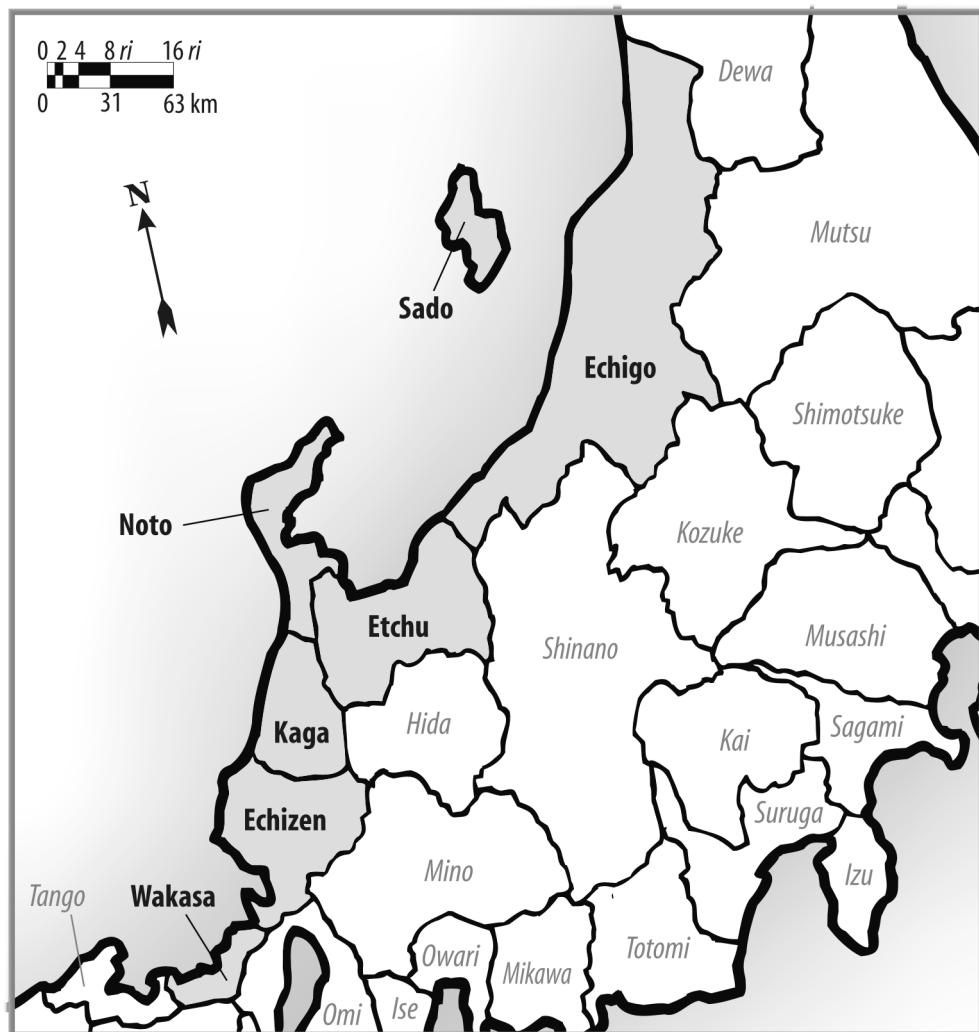 0 2 4 8 ri 16 ri
0 31 63 km
N
Dewa
Mutsu
Sado
Echigo
Shimotsuke
Noto
Kozuke
Etchu
Musashi
Shinano
Kaga
Hida
Kai
Sagami
Echizen
Suruga
Mino
Izu
Tango
Wakasa
Owari
Mikawa
Totomi
Omi
Ise